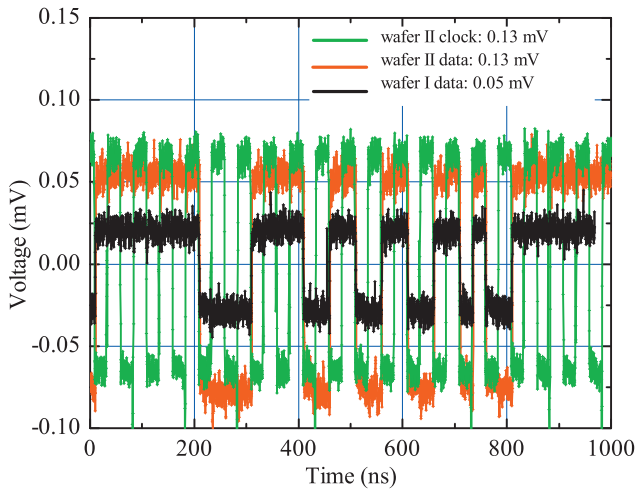 wafer II clock: 0.13 mV
wafer II data: 0.13 mV
wafer I data: 0.05 mV
0.15
0.10
0.05
0.00
-0.05
-0.10
Voltage (mV)
0 200 400 600 800 1000
Time (ns)